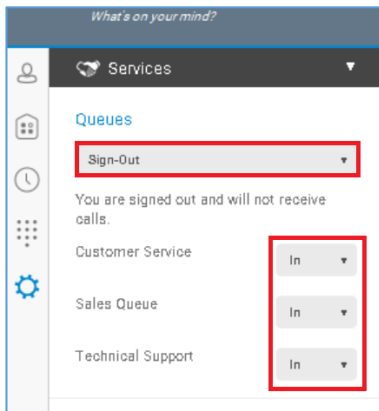 What's on your mind?
Services
Queues
Sign-Out
You are signed out and will not receive
calls.
Customer Service
In
Sales Queue
In
Technical Support
In